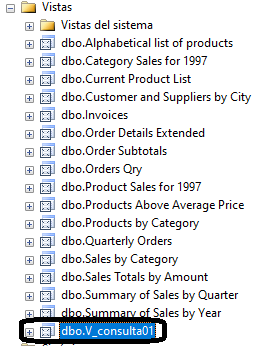 Vistas
Vistas del sistema
dbo.Alphabetical list of products
dbo.Category Sales for 1997
dbo.Current Product List
dbo.Customer and Suppliers by City
dbo.Invoices
dbo.Order Details Extended
dbo.Order Subtotals
dbo.Orders Qry
dbo.Product Sales for 1997
dbo.Products Above Average Price
dbo.Products by Category
dbo.Quarterly Orders
dbo.Sales by Category
dbo.Sales Totals by Amount
dbo.Summary of Sales by Quarter
dbo.Summary of Sales by Year
dbo.V_consulta01